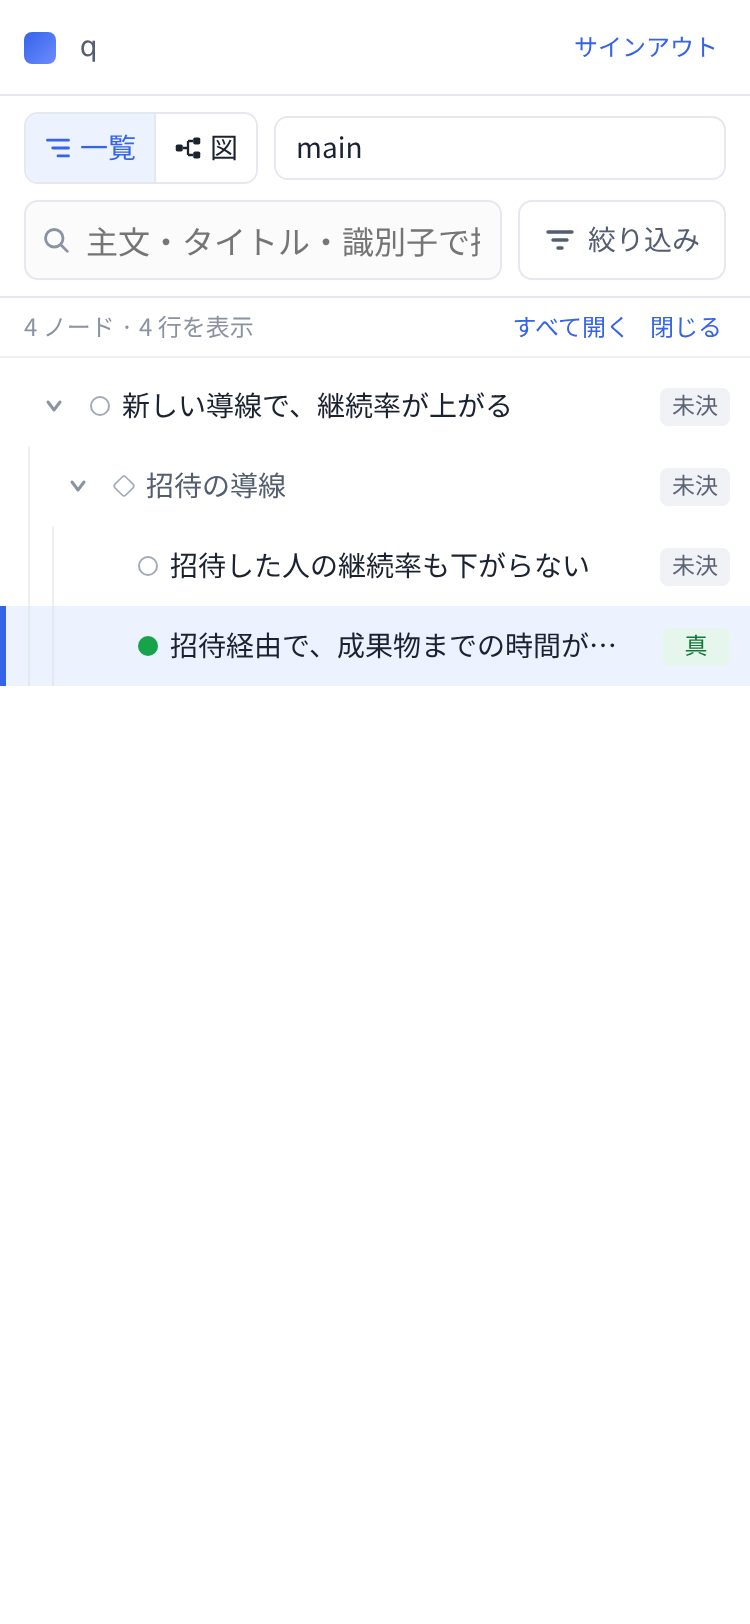 q サインアウト
一覧 図 main
主文・タイトル・識別子で 絞り込み
4 ノード · 4 行を表示 すべて開く 閉じる
新しい導線で、継続率が上がる 未決
招待の導線 未決
招待した人の継続率も下がらない 未決
招待経由で、成果物までの時間が… 真